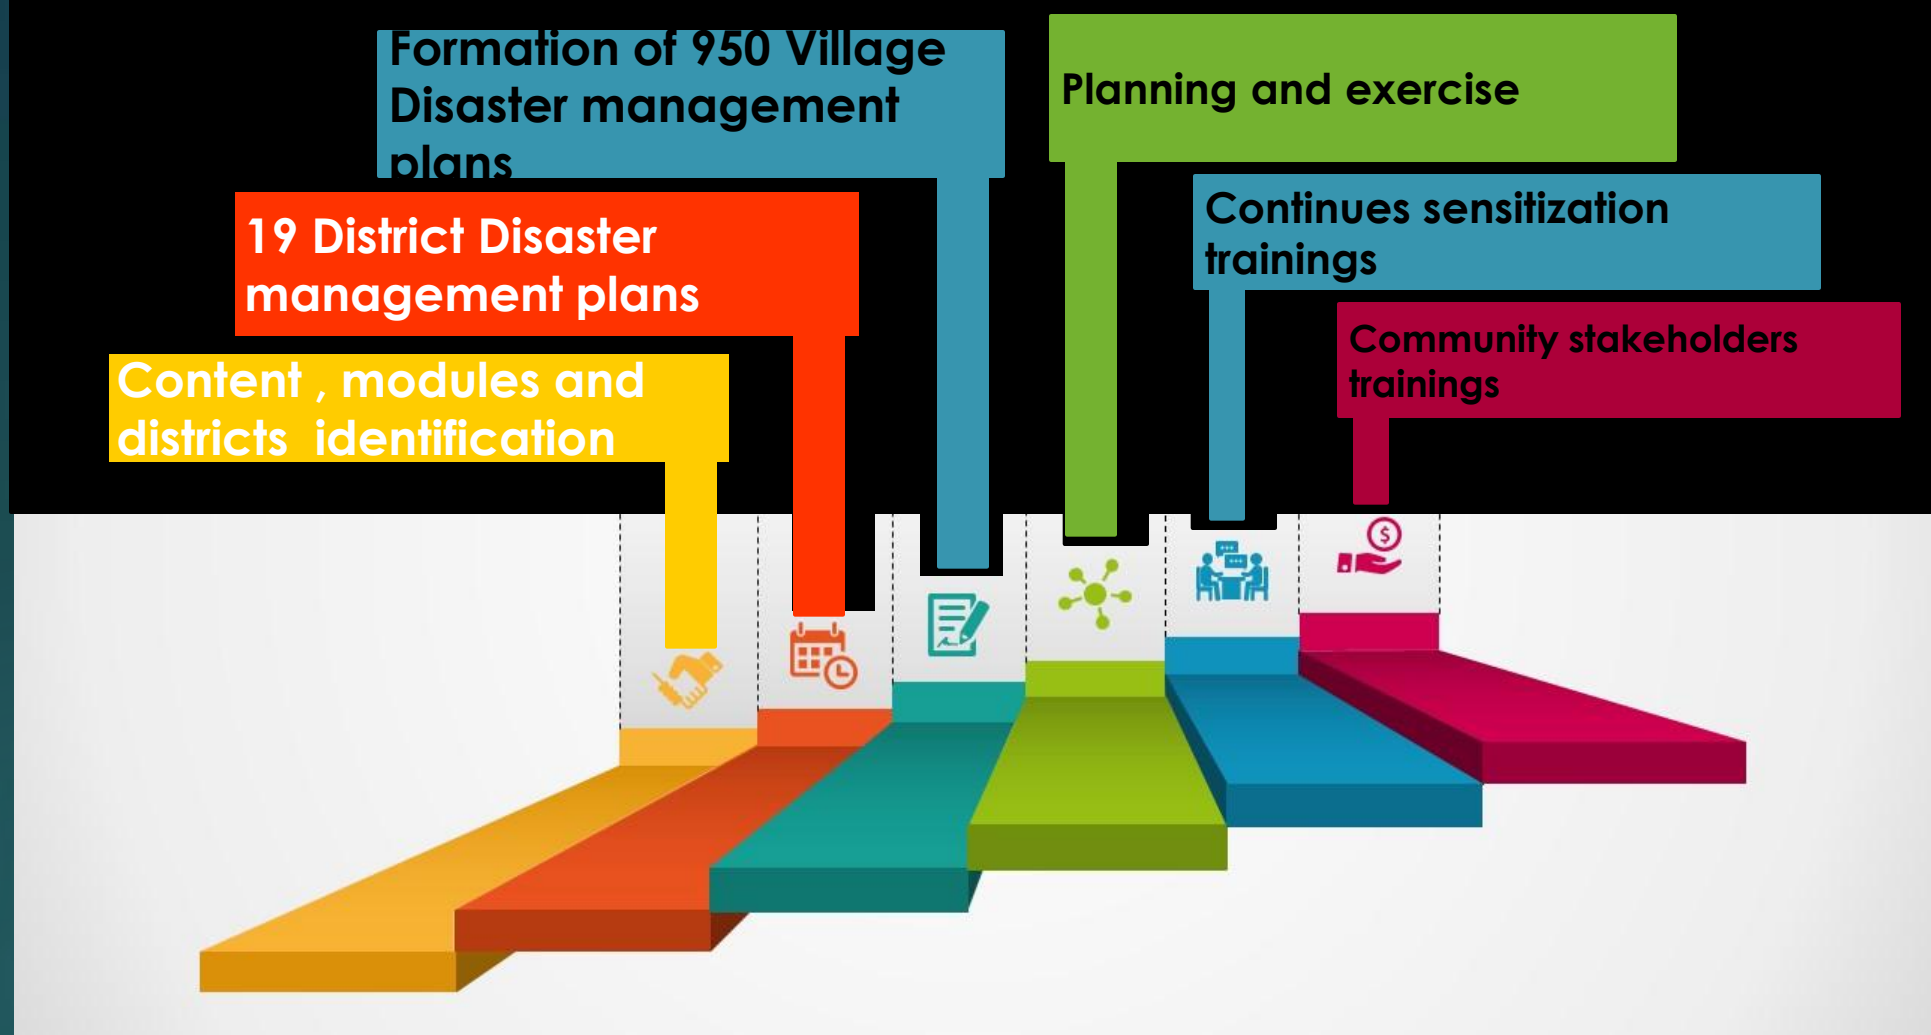 Formation of 950 Village
Disaster management
plans
Planning and exercise
19 District Disaster
management plans
Continues sensitization
trainings
Content , modules and
districts  identification
Community stakeholders
trainings
$